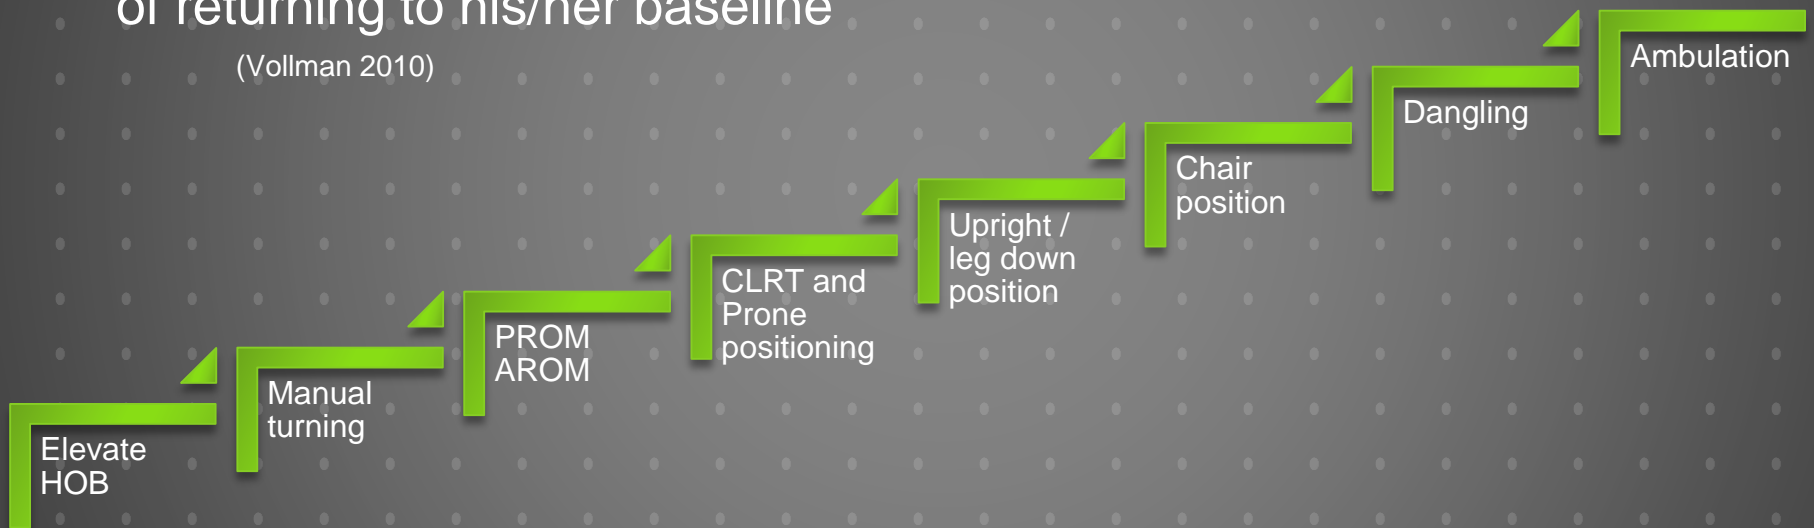 of returning to his/her baseline
(Vollman 2010)
Elevate
HOB
Manual
turning
PROM
AROM
CLRT and
Prone
positioning
Upright /
leg down
position
Chair
position
Dangling
Ambulation